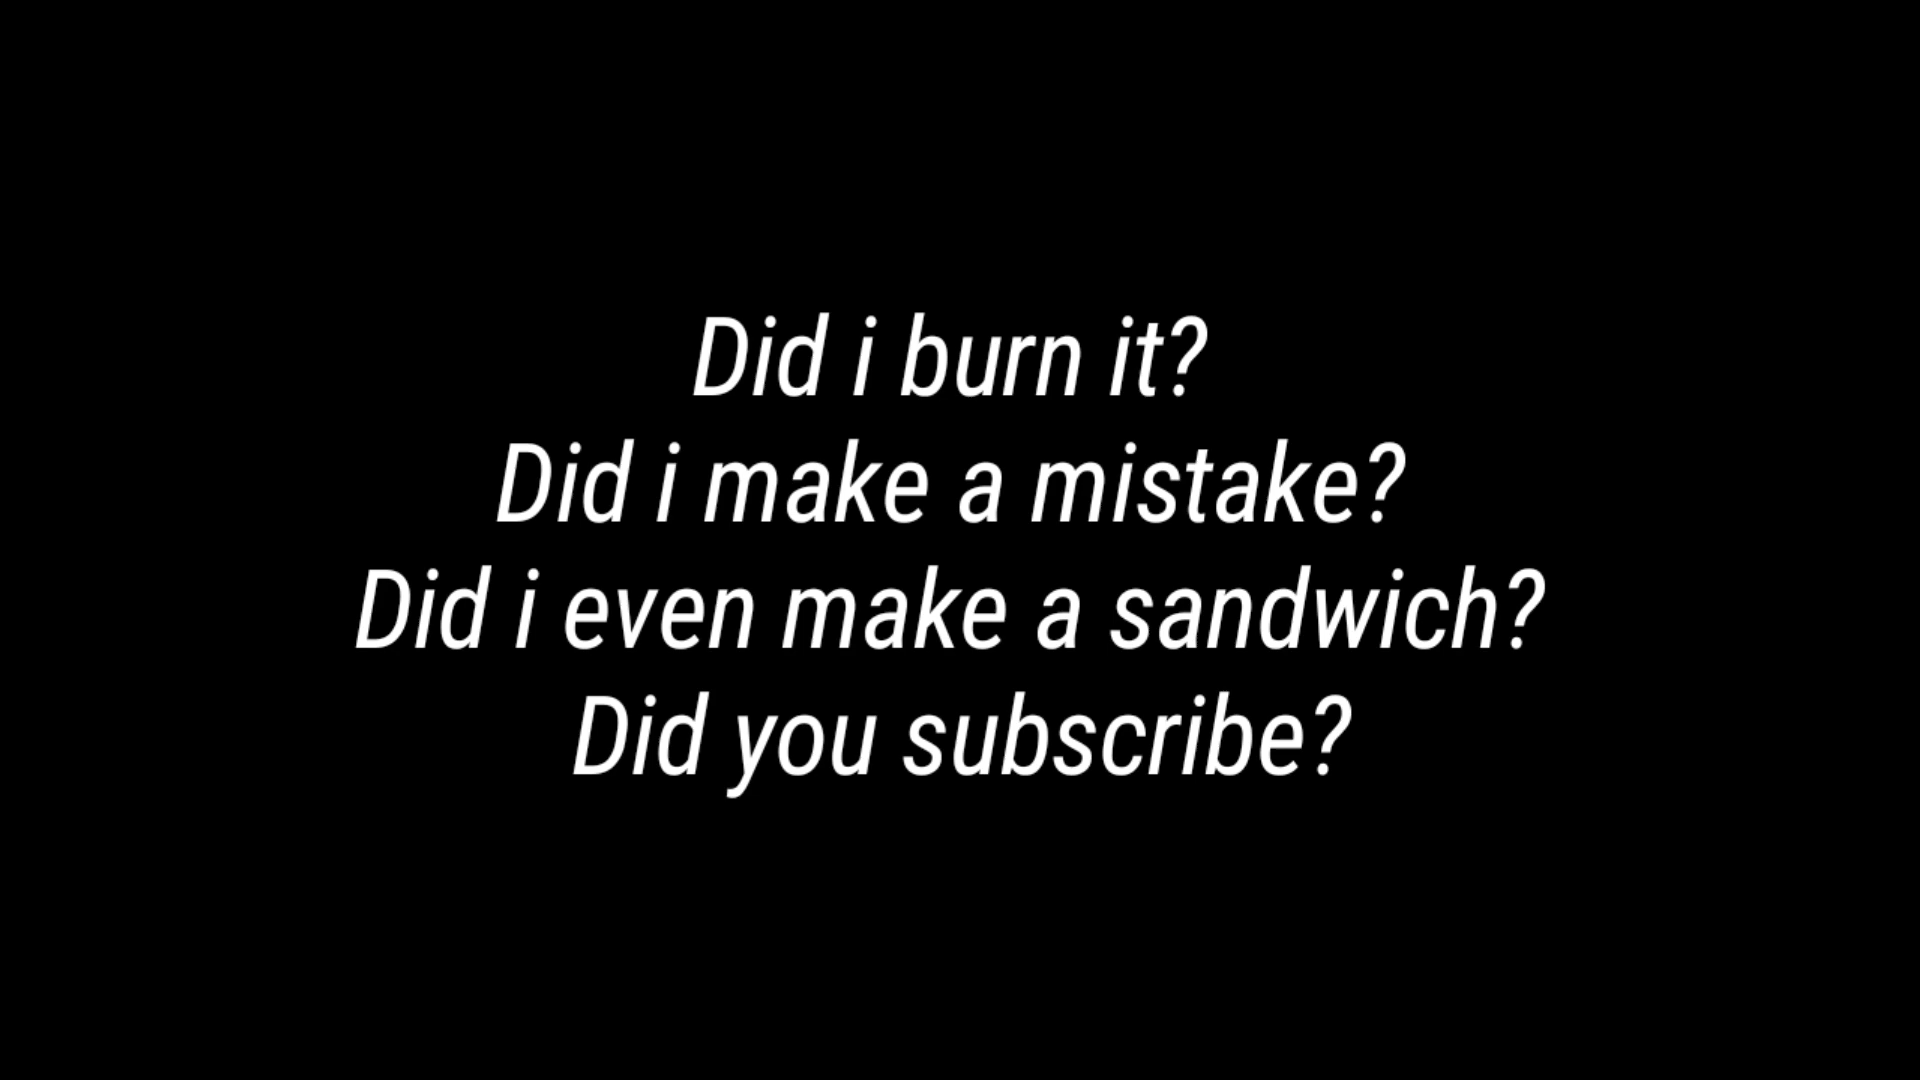 Did i burn it?
Did i make a mistake?
Did i even make a sandwich?
Did you subscribe?